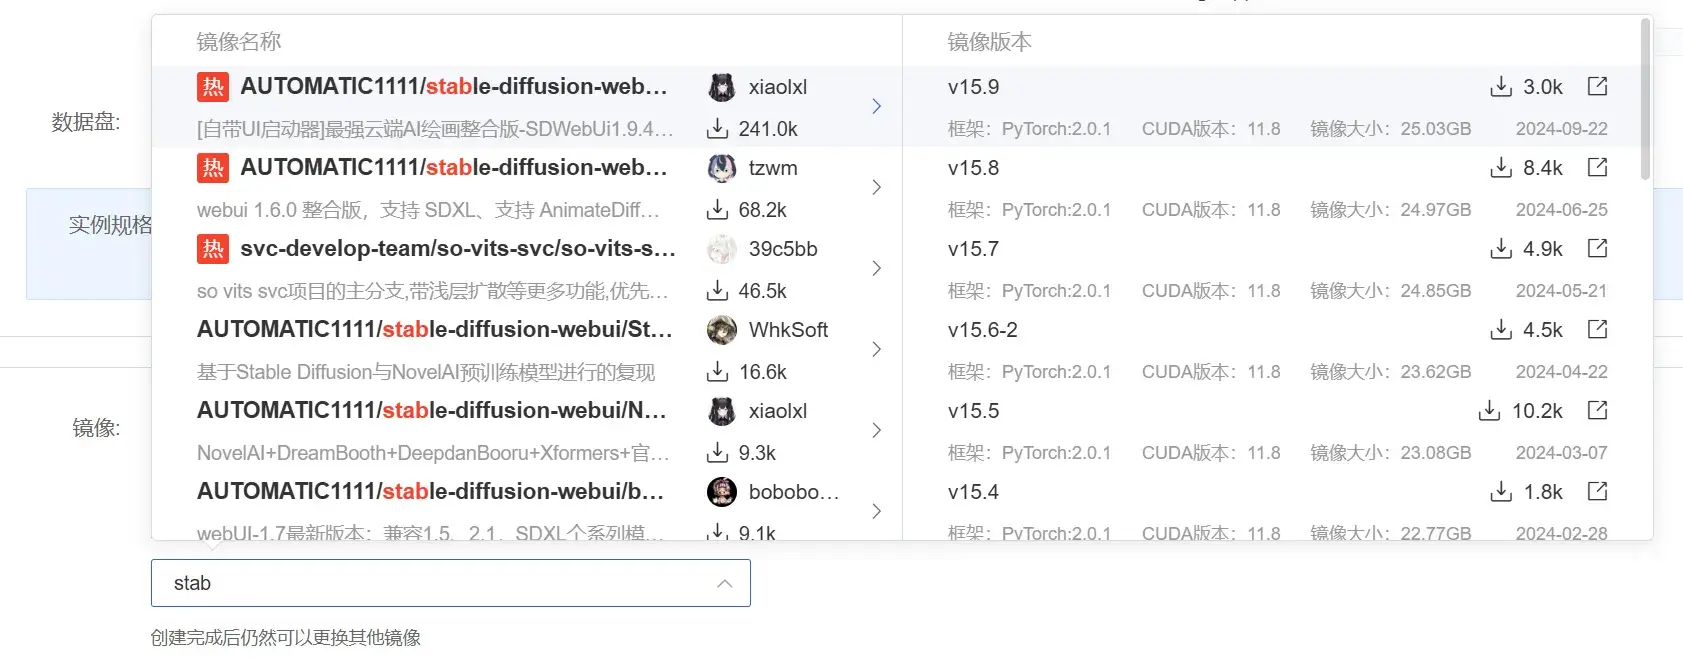 镜像名称
镜像版本
热 AUTOMATIC1111/stable-diffusion-web... xiaolxl
[自带UI启动器]最强云端AI绘画整合版-SDWebUi1.9.4... 241.0k
热 AUTOMATIC1111/stable-diffusion-web... tzwm
webui 1.6.0 整合版，支持 SDXL、支持 AnimateDiff... 68.2k
热 svc-develop-team/so-vits-svc/so-vits-s... 39c5bb
so vits svc项目的主分支,带浅层扩散等更多功能,优先... 46.5k
AUTOMATIC1111/stable-diffusion-webui/St... WhkSoft
基于Stable Diffusion与NovelAI预训练模型进行的复现 16.6k
AUTOMATIC1111/stable-diffusion-webui/N... xiaolxl
NovelAI+DreamBooth+DeepdanBooru+Xformers+官... 9.3k
AUTOMATIC1111/stable-diffusion-webui/b... bobobo...
webUI-1.7最新版本：兼容1.5、2.1、SDXL个系列模... 9.1k
v15.9 3.0k
框架：PyTorch:2.0.1 CUDA版本：11.8 镜像大小：25.03GB 2024-09-22
v15.8 8.4k
框架：PyTorch:2.0.1 CUDA版本：11.8 镜像大小：24.97GB 2024-06-25
v15.7 4.9k
框架：PyTorch:2.0.1 CUDA版本：11.8 镜像大小：24.85GB 2024-05-21
v15.6-2 4.5k
框架：PyTorch:2.0.1 CUDA版本：11.8 镜像大小：23.62GB 2024-04-22
v15.5 10.2k
框架：PyTorch:2.0.1 CUDA版本：11.8 镜像大小：23.08GB 2024-03-07
v15.4 1.8k
框架：PyTorch:2.0.1 CUDA版本：11.8 镜像大小：22.77GB 2024-02-28
数据盘:
实例规格
镜像:
stab
创建完成后仍然可以更换其他镜像